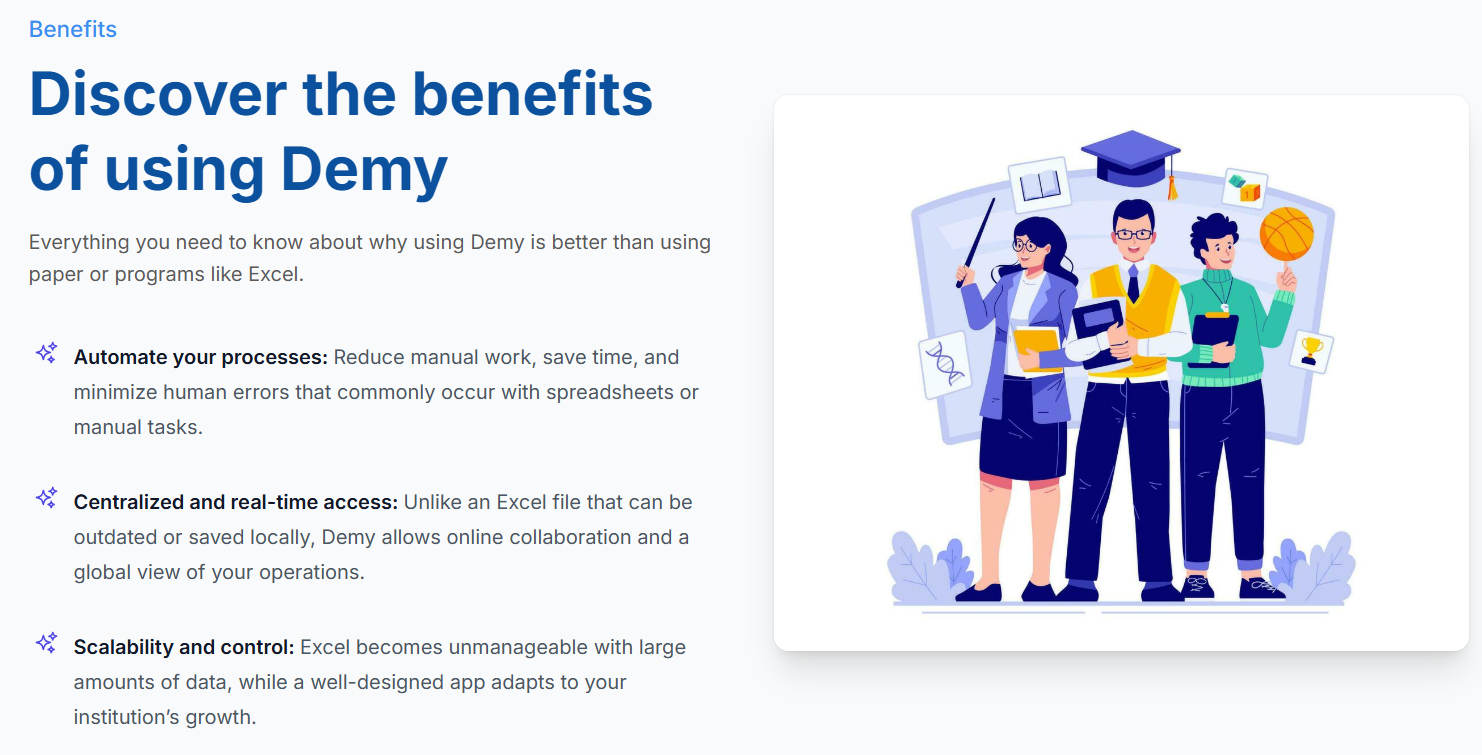 Benefits
Discover the benefits
of using Demy
Everything you need to know about why using Demy is better than using
paper or programs like Excel.
Automate your processes: Reduce manual work, save time, and
minimize human errors that commonly occur with spreadsheets or
manual tasks.
Centralized and real-time access: Unlike an Excel file that can be
outdated or saved locally, Demy allows online collaboration and a
global view of your operations.
Scalability and control: Excel becomes unmanageable with large
amounts of data, while a well-designed app adapts to your
institution’s growth.